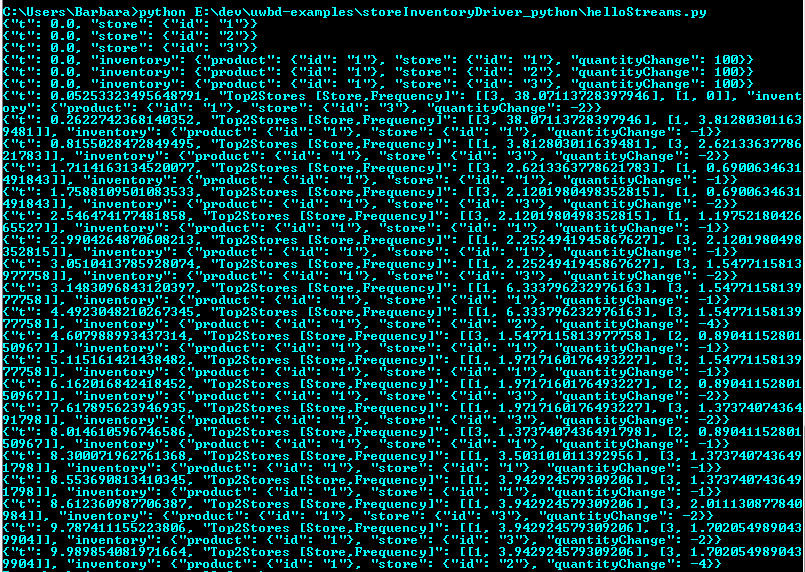 C:\Users\Barbara>python E:\dev\uwbd-examples\storeInventoryDriver_python\helloStreams.py
{"t": 0.0, "store": {"id": "1"}}
{"t": 0.0, "store": {"id": "2"}}
{"t": 0.0, "store": {"id": "3"}}
{"t": 0.0, "inventory": {"product": {"id": "1"}, "store": {"id": "1"}, "quantityChange": 100}}
{"t": 0.0, "inventory": {"product": {"id": "1"}, "store": {"id": "2"}, "quantityChange": 100}}
{"t": 0.0, "inventory": {"product": {"id": "1"}, "store": {"id": "3"}, "quantityChange": 100}}
{"t": 0.0525332349564879​1, "Top2Stores [Store,Frequency]": [[3, 38.07113728397946], [1, 0]], "invent
ory": {"product": {"id": "1"}, "store": {"id": "3"}, "quantityChange": -2}}
{"t": 0.2622742368140352, "Top2Stores [Store,Frequency]": [[3, 38.07113728397946], [1, 3.81280301163
9481]], "inventory": {"product": {"id": "1"}, "store": {"id": "1"}, "quantityChange": -1}}
{"t": 0.8155028472849495, "Top2Stores [Store,Frequency]": [[1, 3.812803011639481], [3, 2.62133637786
21783]], "inventory": {"product": {"id": "1"}, "store": {"id": "3"}, "quantityChange": -2}}
{"t": 1.7114163134520077, "Top2Stores [Store,Frequency]": [[3, 2.6213363778621783], [1, 0.6900634631
491843]], "inventory": {"product": {"id": "1"}, "store": {"id": "1"}, "quantityChange": -1}}
{"t": 1.7588109501083533, "Top2Stores [Store,Frequency]": [[3, 2.1201980498352815], [1, 0.6900634631
491843]], "inventory": {"product": {"id": "1"}, "store": {"id": "3"}, "quantityChange": -2}}
{"t": 2.546474177481858, "Top2Stores [Store,Frequency]": [[3, 2.1201980498352815], [1, 1.19752180426
65527]], "inventory": {"product": {"id": "1"}, "store": {"id": "1"}, "quantityChange": -1}}
{"t": 2.9904264870608213, "Top2Stores [Store,Frequency]": [[1, 2.2524941945867627], [3, 2.1201980498
352815]], "inventory": {"product": {"id": "1"}, "store": {"id": "1"}, "quantityChange": -1}}
{"t": 3.0510413785928074, "Top2Stores [Store,Frequency]": [[1, 2.2524941945867627], [3, 1.5477115813
977758]], "inventory": {"product": {"id": "1"}, "store": {"id": "3"}, "quantityChange": -2}}
{"t": 3.1483096843120397, "Top2Stores [Store,Frequency]": [[1, 6.333796232976163], [3, 1.54771158139
77758]], "inventory": {"product": {"id": "1"}, "store": {"id": "1"}, "quantityChange": -1}}
{"t": 4.4923048210267345, "Top2Stores [Store,Frequency]": [[1, 6.333796232976163], [3, 1.54771158139
77758]], "inventory": {"product": {"id": "1"}, "store": {"id": "2"}, "quantityChange": -4}}
{"t": 4.607988993437314, "Top2Stores [Store,Frequency]": [[3, 1.5477115813977758], [2, 0.89041152801
50967]], "inventory": {"product": {"id": "1"}, "store": {"id": "1"}, "quantityChange": -1}}
{"t": 5.115161421438482, "Top2Stores [Store,Frequency]": [[1, 1.9717160176493227], [3, 1.54771158139
77758]], "inventory": {"product": {"id": "1"}, "store": {"id": "1"}, "quantityChange": -1}}
{"t": 6.162016842418452, "Top2Stores [Store,Frequency]": [[1, 1.9717160176493227], [2, 0.89041152801
50967]], "inventory": {"product": {"id": "1"}, "store": {"id": "3"}, "quantityChange": -2}}
{"t": 7.617895623946935, "Top2Stores [Store,Frequency]": [[1, 1.9717160176493227], [3, 1.37374074364
91798]], "inventory": {"product": {"id": "1"}, "store": {"id": "3"}, "quantityChange": -2}}
{"t": 8.014610596746586, "Top2Stores [Store,Frequency]": [[3, 1.3737407436491798], [2, 0.89041152801
50967]], "inventory": {"product": {"id": "1"}, "store": {"id": "1"}, "quantityChange": -1}}
{"t": 8.300071962761368, "Top2Stores [Store,Frequency]": [[1, 3.503101011392956], [3, 1.373740743649
1798]], "inventory": {"product": {"id": "1"}, "store": {"id": "1"}, "quantityChange": -1}}
{"t": 8.553690813410345, "Top2Stores [Store,Frequency]": [[1, 3.942924579309206], [3, 1.373740743649
1798]], "inventory": {"product": {"id": "1"}, "store": {"id": "1"}, "quantityChange": -1}}
{"t": 8.612360987706387, "Top2Stores [Store,Frequency]": [[1, 3.942924579309206], [3, 2.011130877840
984]], "inventory": {"product": {"id": "1"}, "store": {"id": "3"}, "quantityChange": -2}}
{"t": 9.787411155223806, "Top2Stores [Store,Frequency]": [[1, 3.942924579309206], [3, 1.702054989043
9904]], "inventory": {"product": {"id": "1"}, "store": {"id": "3"}, "quantityChange": -2}}
{"t": 9.989854081971664, "Top2Stores [Store,Frequency]": [[1, 3.942924579309206], [3, 1.702054989043
9904]], "inventory": {"product": {"id": "1"}, "store": {"id": "2"}, "quantityChange": -4}}